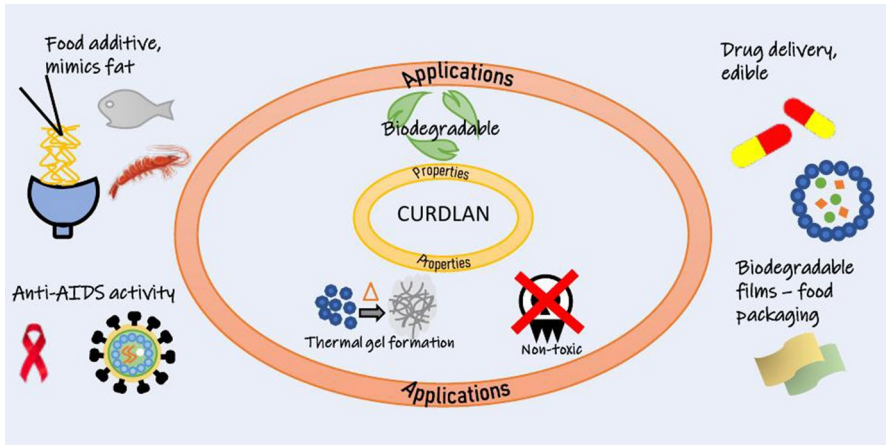 Food additive,
mimics fat
Applications
Drug delivery,
edible
Biodegradable
Properties
CURDLAN
Properties
Anti-AIDS activity
Thermal gel formation
Non-toxic
Biodegradable
films – food
packaging
Applications